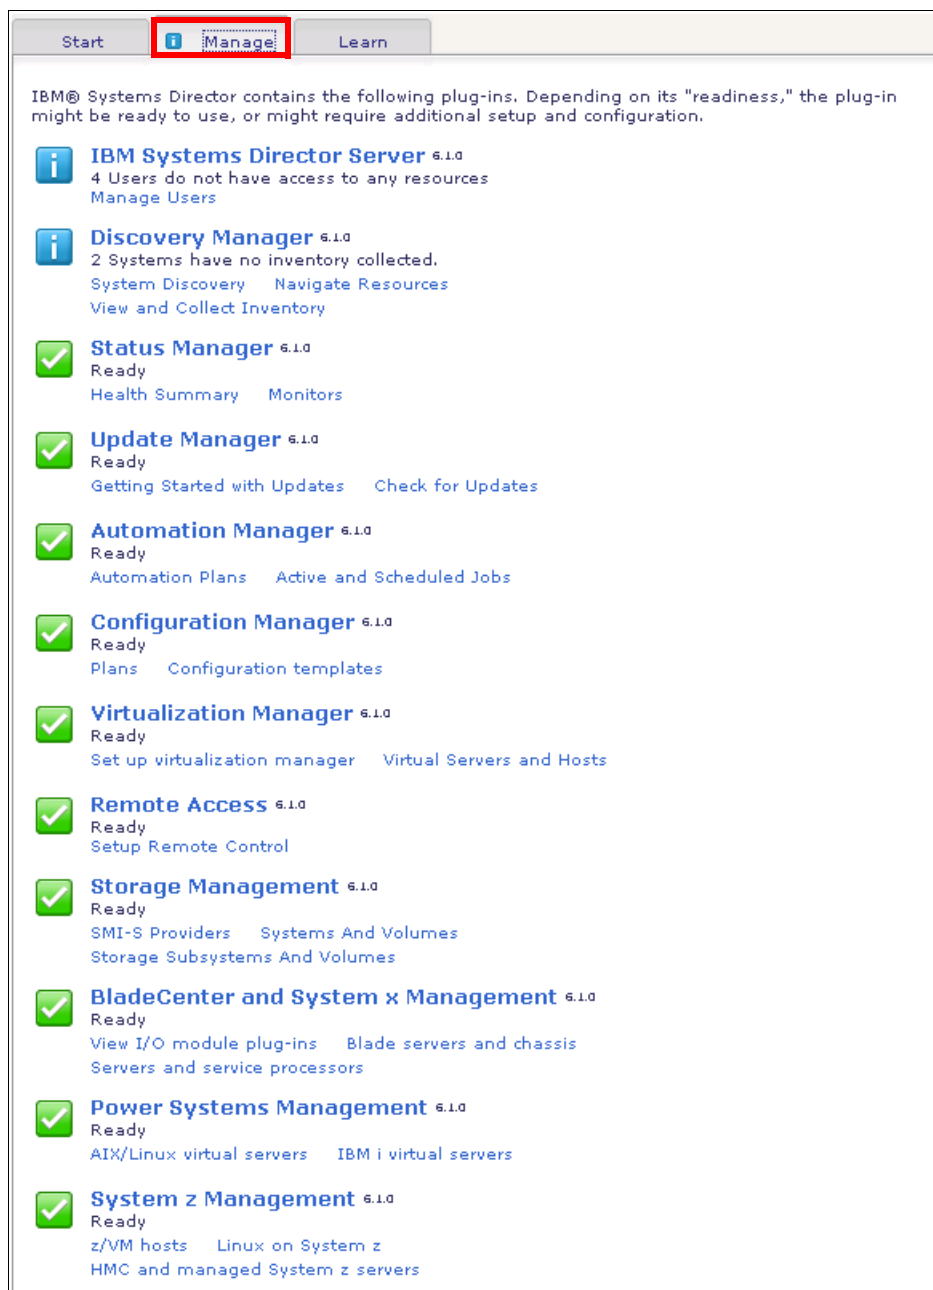 Start
Manage
Learn
IBM® Systems Director contains the following plug-ins. Depending on its "readiness," the plug-in
might be ready to use, or might require additional setup and configuration.
IBM Systems Director Server 6.1.0
4 Users do not have access to any resources
Manage Users
Discovery Manager 6.1.0
2 Systems have no inventory collected.
System Discovery Navigate Resources
View and Collect Inventory
Status Manager 6.1.0
Ready
Health Summary Monitors
Update Manager 6.1.0
Ready
Getting Started with Updates Check for Updates
Automation Manager 6.1.0
Ready
Automation Plans Active and Scheduled Jobs
Configuration Manager 6.1.0
Ready
Plans Configuration templates
Virtualization Manager 6.1.0
Ready
Set up virtualization manager Virtual Servers and Hosts
Remote Access 6.1.0
Ready
Setup Remote Control
Storage Management 6.1.0
Ready
SMI-S Providers Systems And Volumes
Storage Subsystems And Volumes
BladeCenter and System x Management 6.1.0
Ready
View I/O module plug-ins Blade servers and chassis
Servers and service processors
Power Systems Management 6.1.0
Ready
AIX/Linux virtual servers IBM i virtual servers
System z Management 6.1.0
Ready
z/VM hosts Linux on System z
HMC and managed System z servers